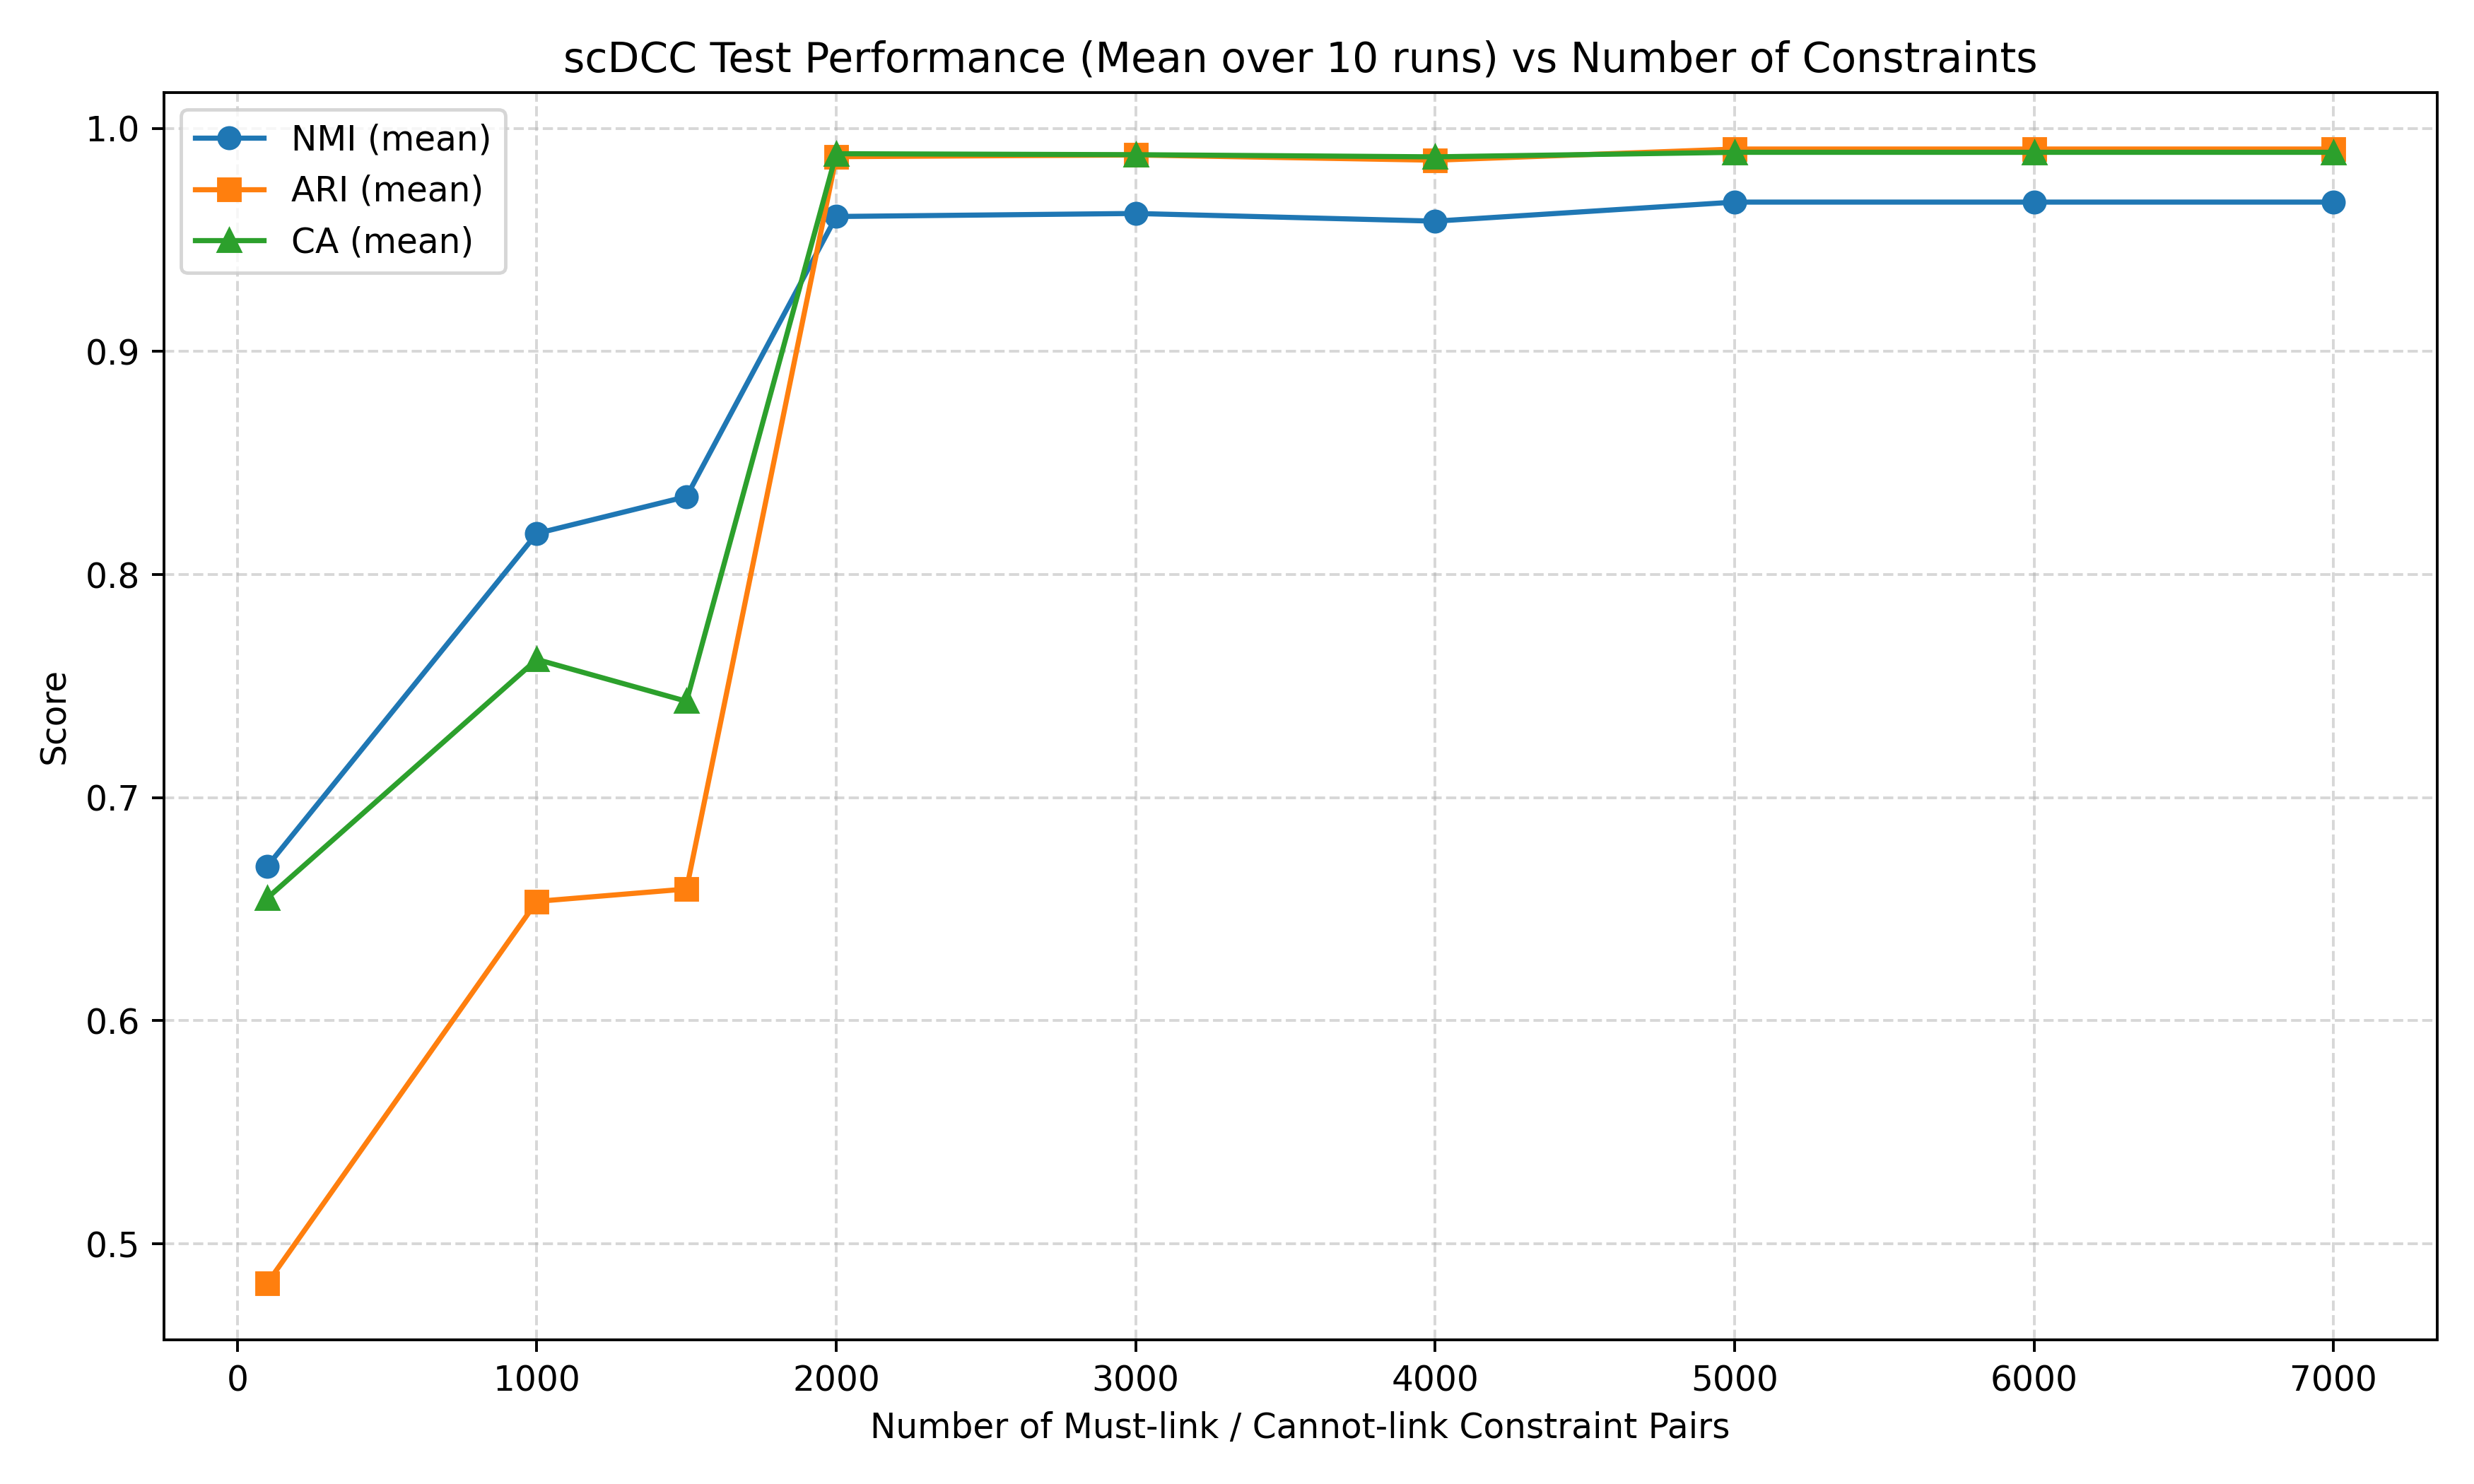 scDCC Test Performance (Mean over 10 runs) vs Number of Constraints
NMI (mean)
ARI (mean)
CA (mean)
1.0
0.9
0.8
0.7
0.6
0.5
Score
0 1000 2000 3000 4000 5000 6000 7000
Number of Must-link / Cannot-link Constraint Pairs